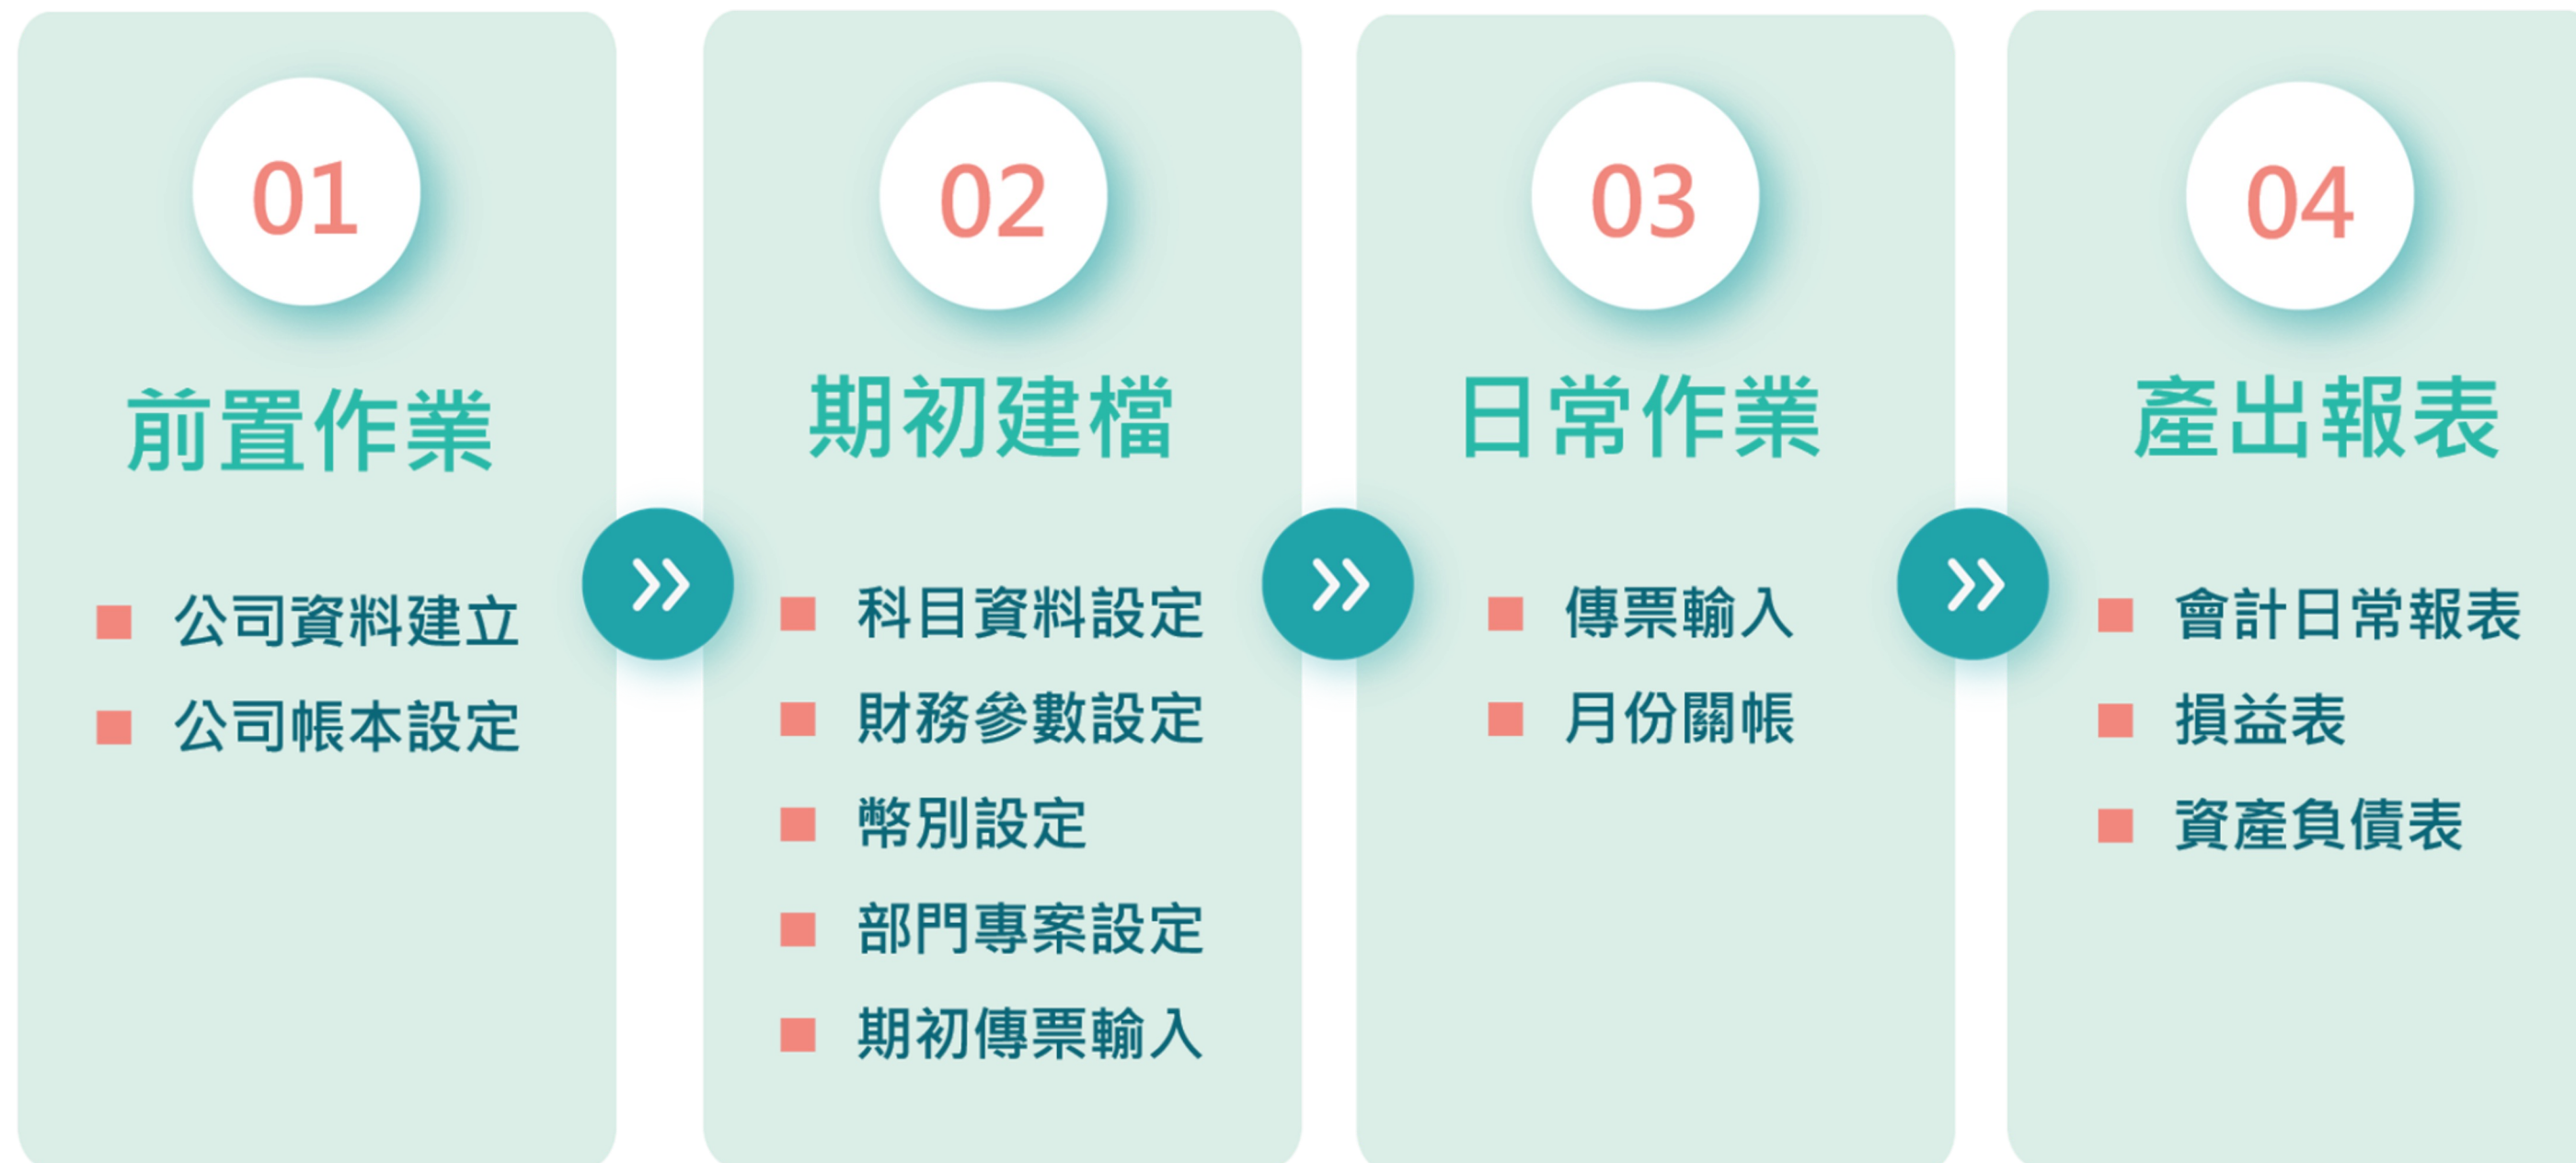 01
前置作業
公司資料建立
公司帳本設定
02
期初建檔
科目資料設定
財務參數設定
幣別設定
部門專案設定
期初傳票輸入
03
日常作業
傳票輸入
月份關帳
04
產出報表
會計日常報表
損益表
資產負債表